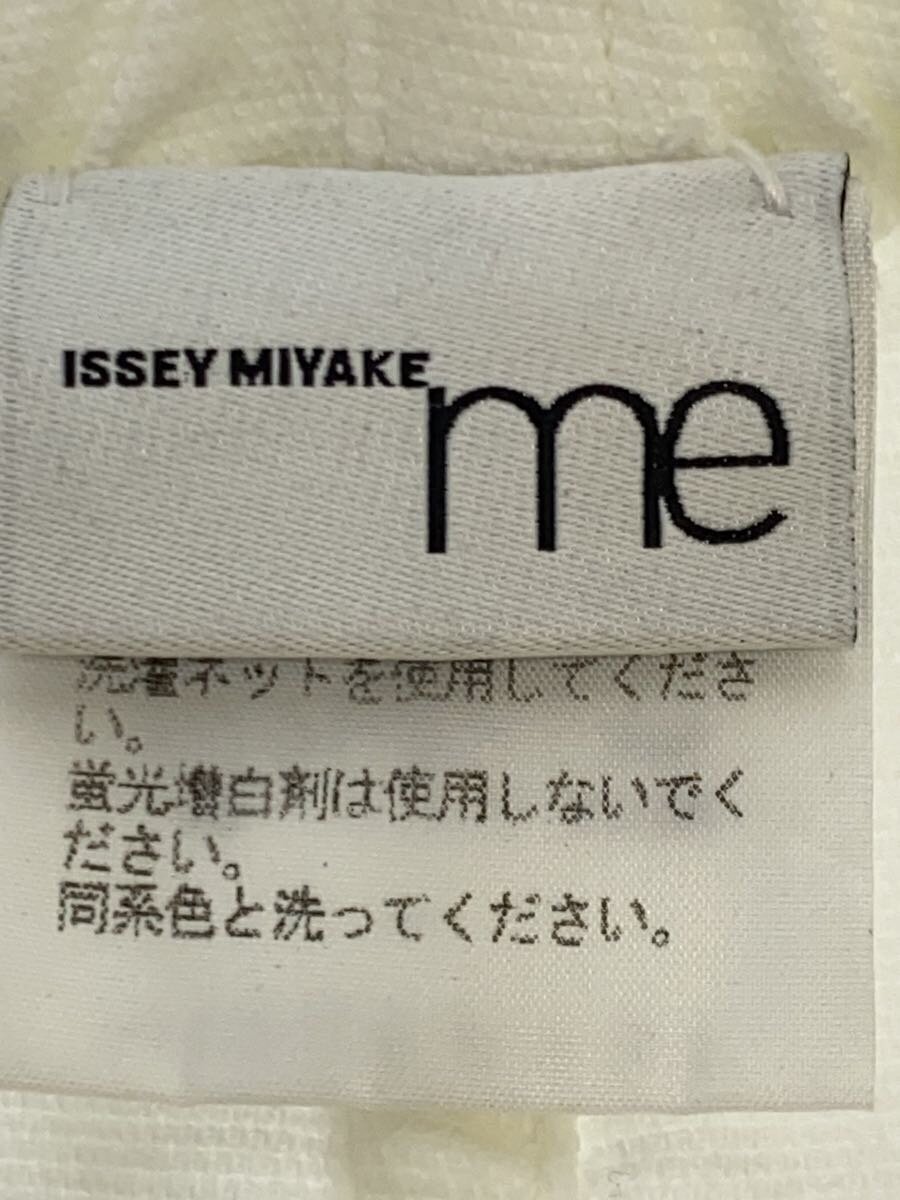 ISSEY MIYAKE
me
洗濯ネットを使用してくださ
い。
蛍光増白剤は使用しないでく
ださい。
同系色と洗ってください。